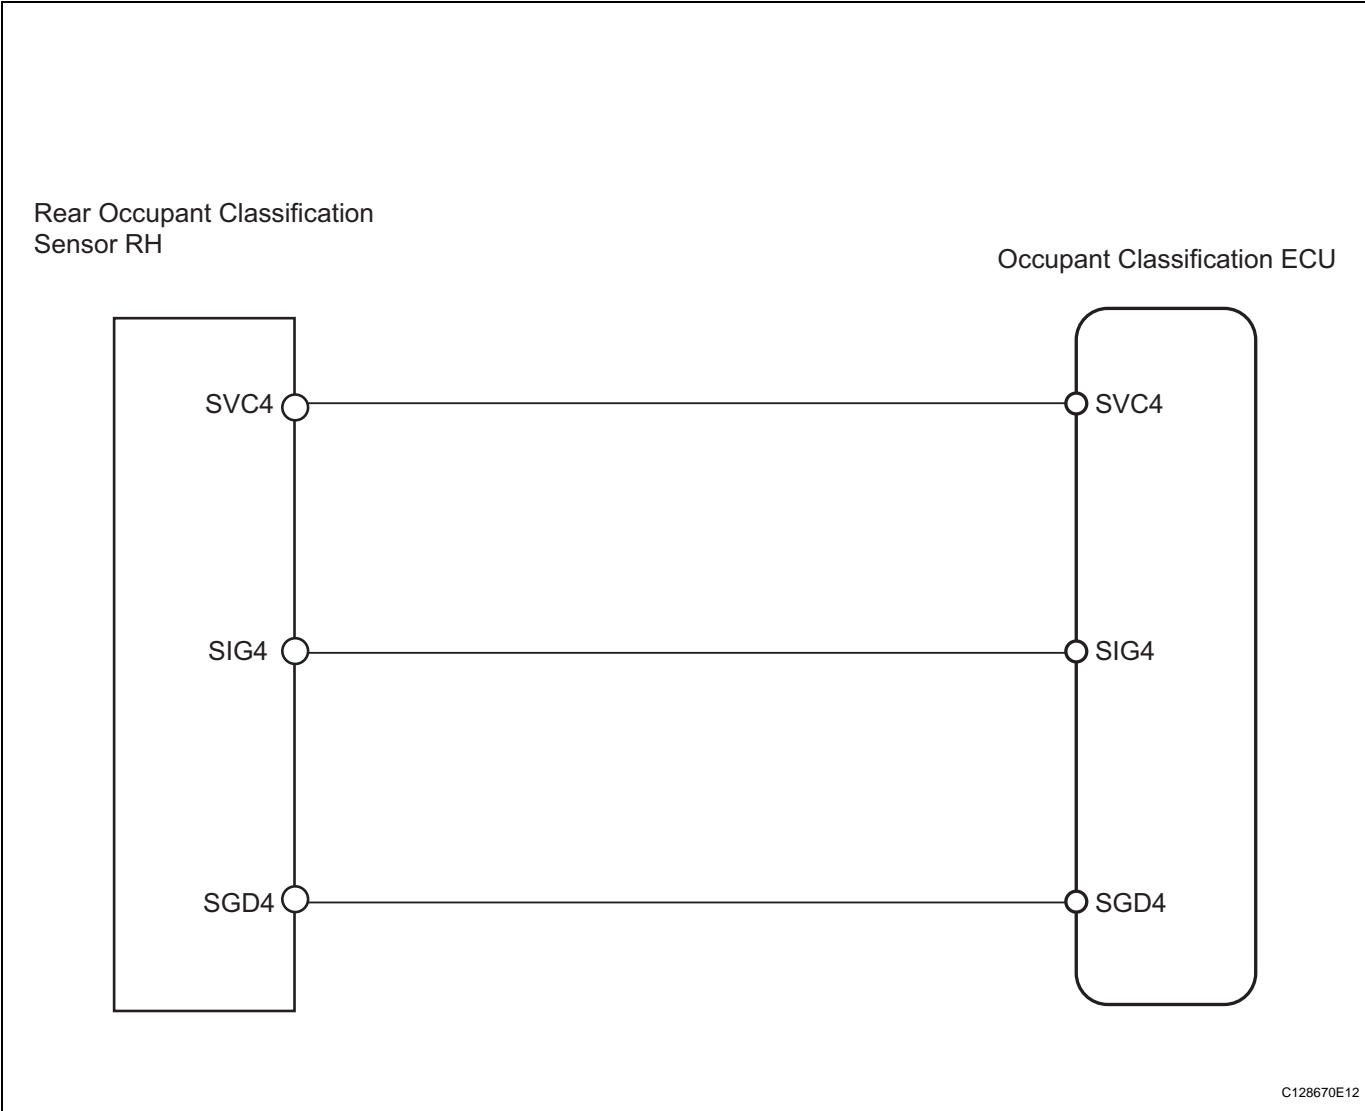 Rear Occupant Classification
Sensor RH
Occupant Classification ECU
SVC4
SVC4
SIG4
SIG4
SGD4
SGD4
C128670E12